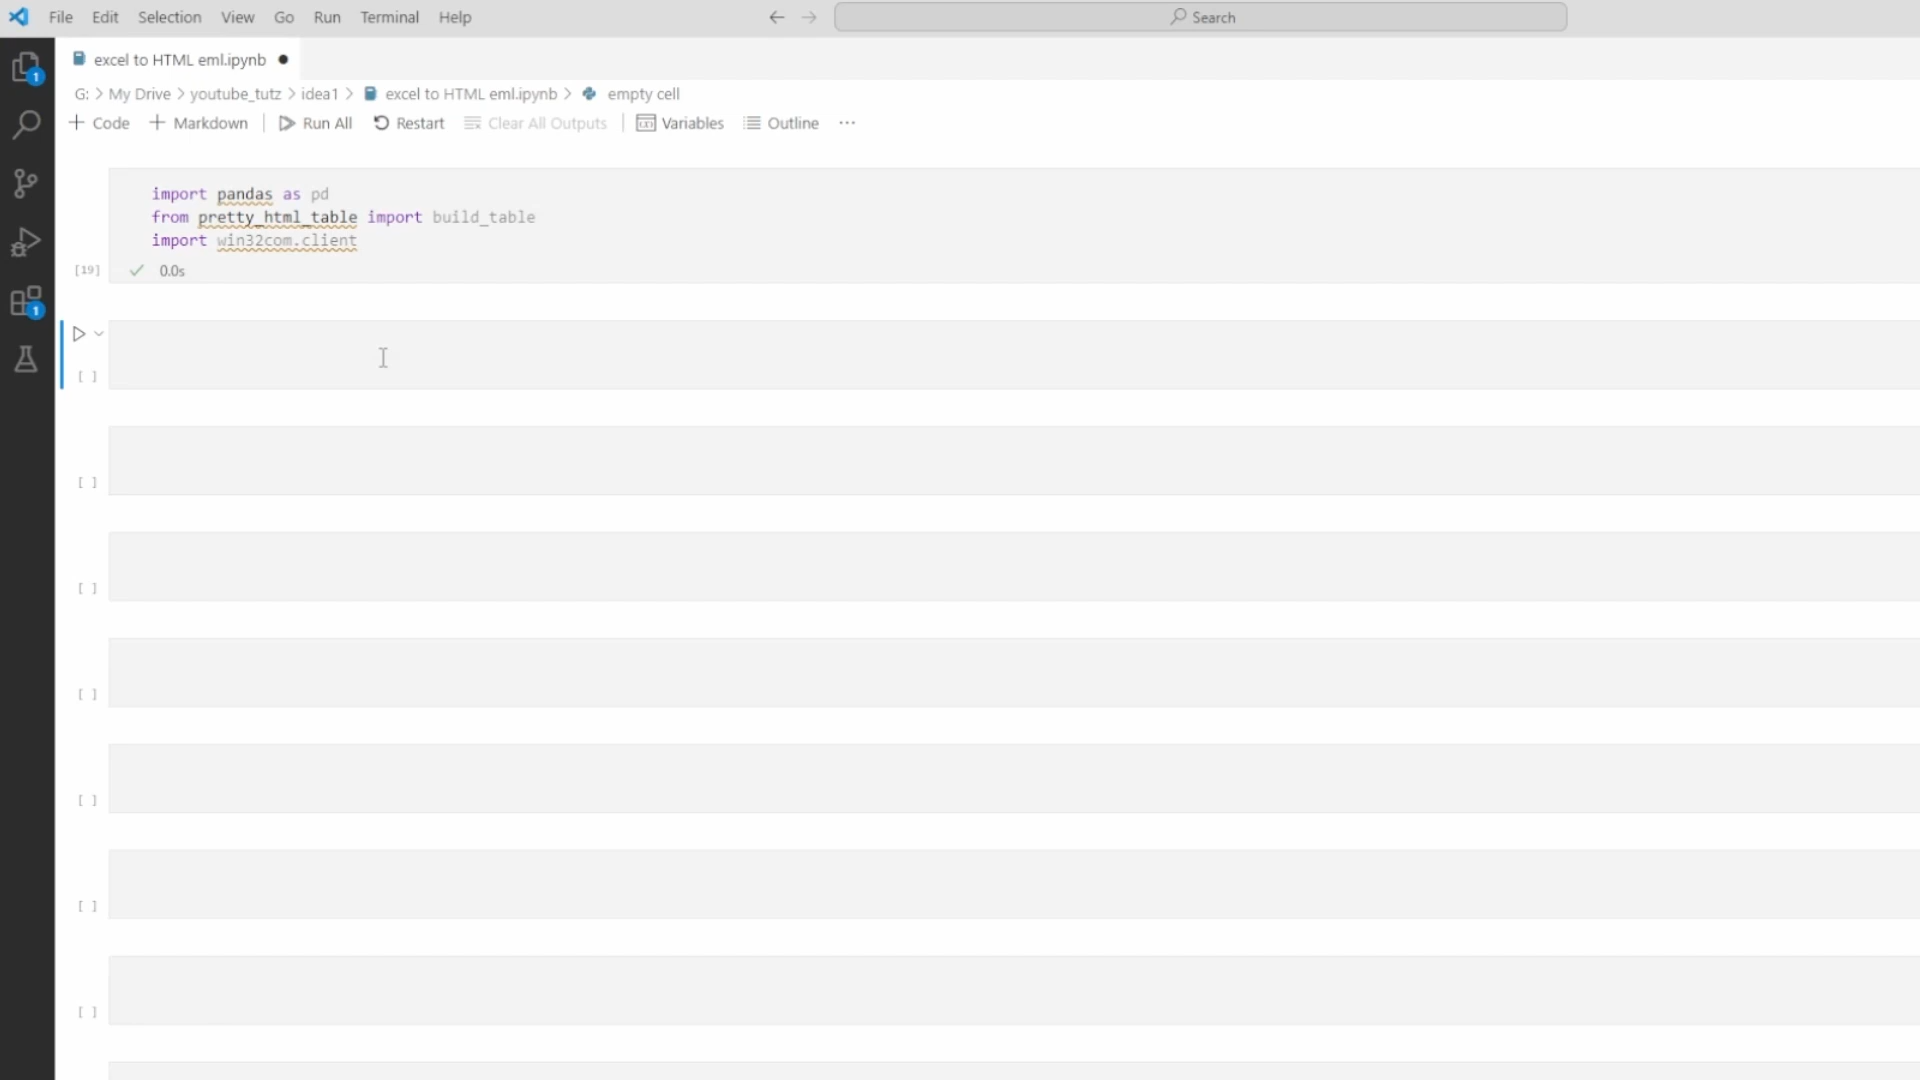 File Edit Selection View Go Run Terminal Help Search
excel to HTML eml.ipynb
G: > My Drive > youtube_tutz > idea1 > excel to HTML eml.ipynb > empty cell
+ Code + Markdown Run All Restart Clear All Outputs Variables Outline ...
import pandas as pd
from pretty_html_table import build_table
import win32com.client
[19] ✓ 0.0s
1
1
[ ]
[ ]
[ ]
[ ]
[ ]
[ ]
[ ]